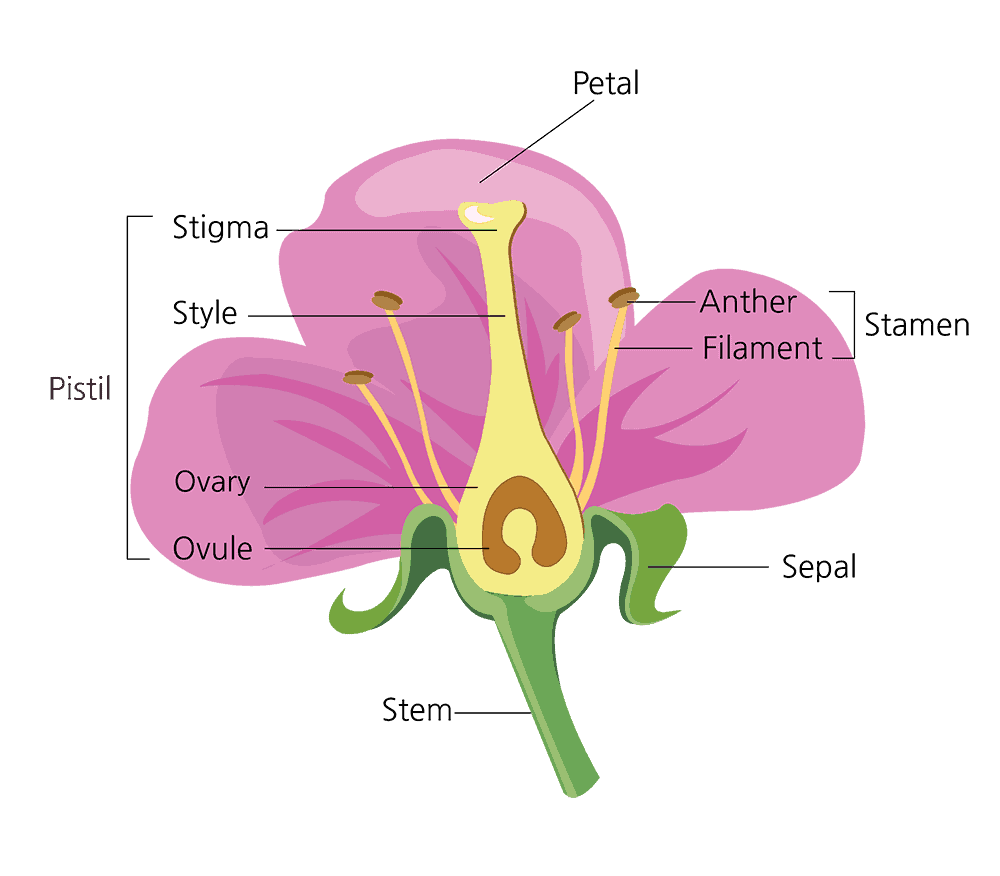 Petal
Stigma
Style
Anther
Filament
Stamen
Pistil
Ovary
Ovule
Sepal
Stem